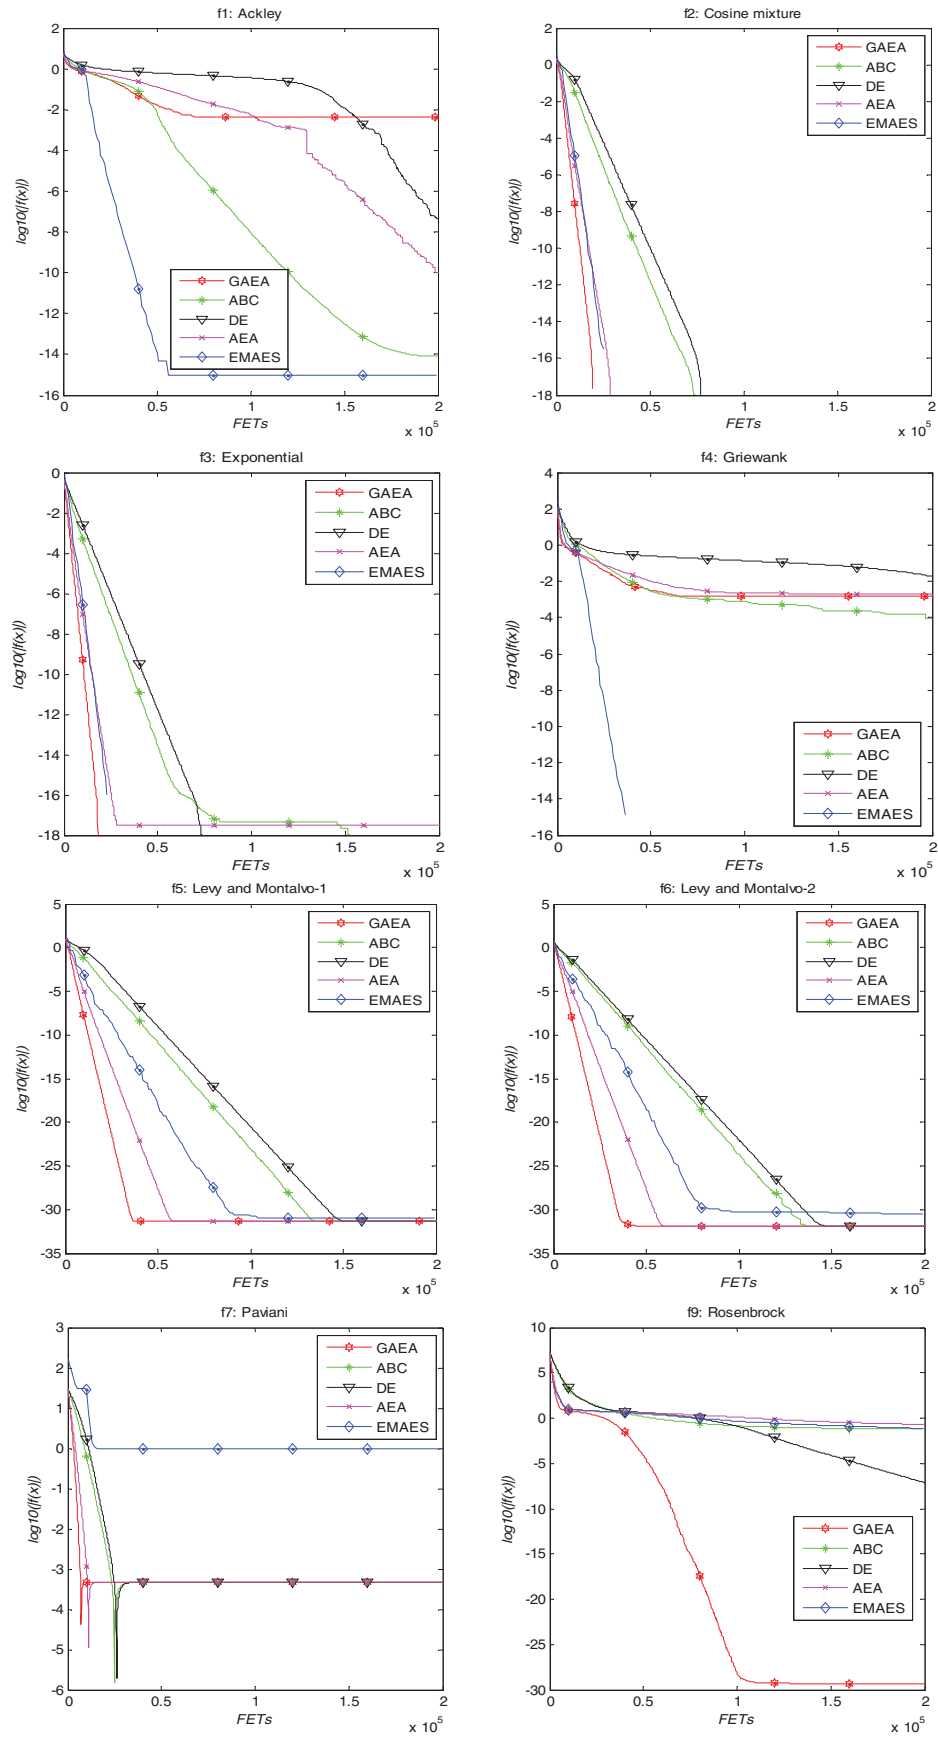 f1: Ackley
2
0
-2
-4
-6
-8
-10
-12
-14
-16
log10(|f(x)|)
GAEA
ABC
DE
AEA
EMAES
0
0.5
1
1.5
2
FETs
x 10^5
f2: Cosine mixture
2
0
-2
-4
-6
-8
-10
-12
-14
-16
-18
log10(|f(x)|)
GAEA
ABC
DE
AEA
EMAES
0
0.5
1
1.5
2
FETs
x 10^5
f3: Exponential
0
-2
-4
-6
-8
-10
-12
-14
-16
-18
log10(|f(x)|)
GAEA
ABC
DE
AEA
EMAES
0
0.5
1
1.5
2
FETs
x 10^5
f4: Griewank
4
2
0
-2
-4
-6
-8
-10
-12
-14
16
log10(|f(x)|)
GAEA
ABC
DE
AEA
EMAES
0
0.5
1
1.5
2
FETs
x 10^5
f5: Levy and Montalvo-1
5
0
-5
-10
-15
-20
-25
-30
-35
log10(|f(x)|)
GAEA
ABC
DE
AEA
EMAES
0
0.5
1
1.5
2
FETs
x 10^5
f6: Levy and Montalvo-2
5
0
-5
-10
-15
-20
-25
-30
-35
log10(|f(x)|)
GAEA
ABC
DE
AEA
EMAES
0
0.5
1
1.5
2
FETs
x 10^5
f7: Paviani
3
2
1
0
-1
-2
-3
-4
-5
-6
log10(|f(x)|)
GAEA
ABC
DE
AEA
EMAES
0
0.5
1
1.5
2
FETs
x 10^5
f9: Rosenbrock
10
5
0
-5
-10
-15
-20
-25
-30
log10(|f(x)|)
GAEA
ABC
DE
AEA
EMAES
0
0.5
1
1.5
2
FETs
x 10^5